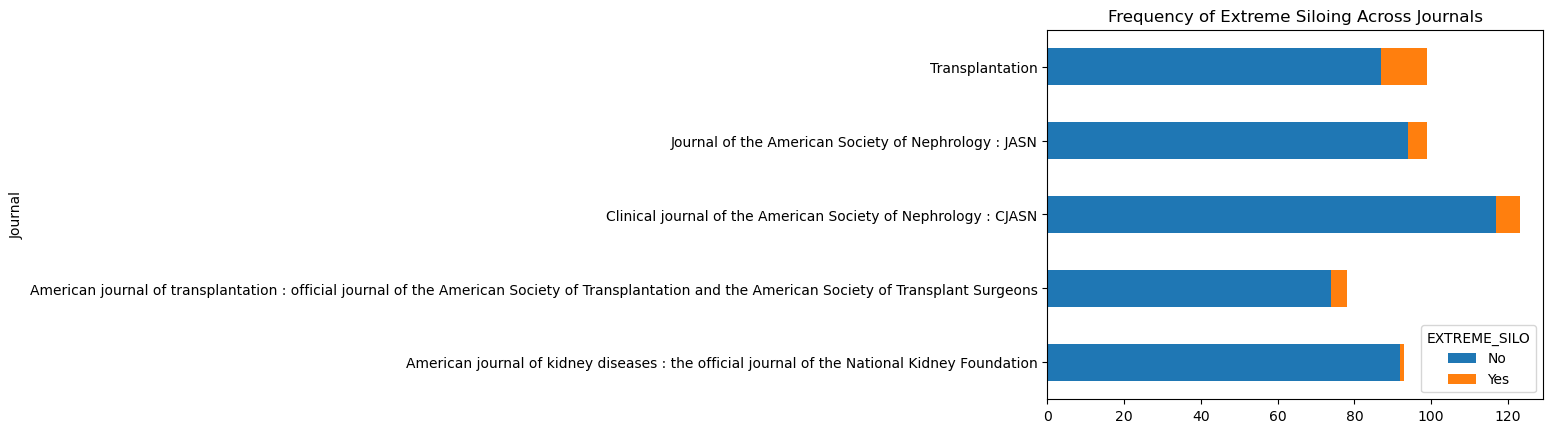 Frequency of Extreme Siloing Across Journals
Journal
Transplantation
Journal of the American Society of Nephrology : JASN
Clinical journal of the American Society of Nephrology : CJASN
American journal of transplantation : official journal of the American Society of Transplantation and the American Society of Transplant Surgeons
American journal of kidney diseases : the official journal of the National Kidney Foundation
EXTREME_SILO
No
Yes
0 20 40 60 80 100 120